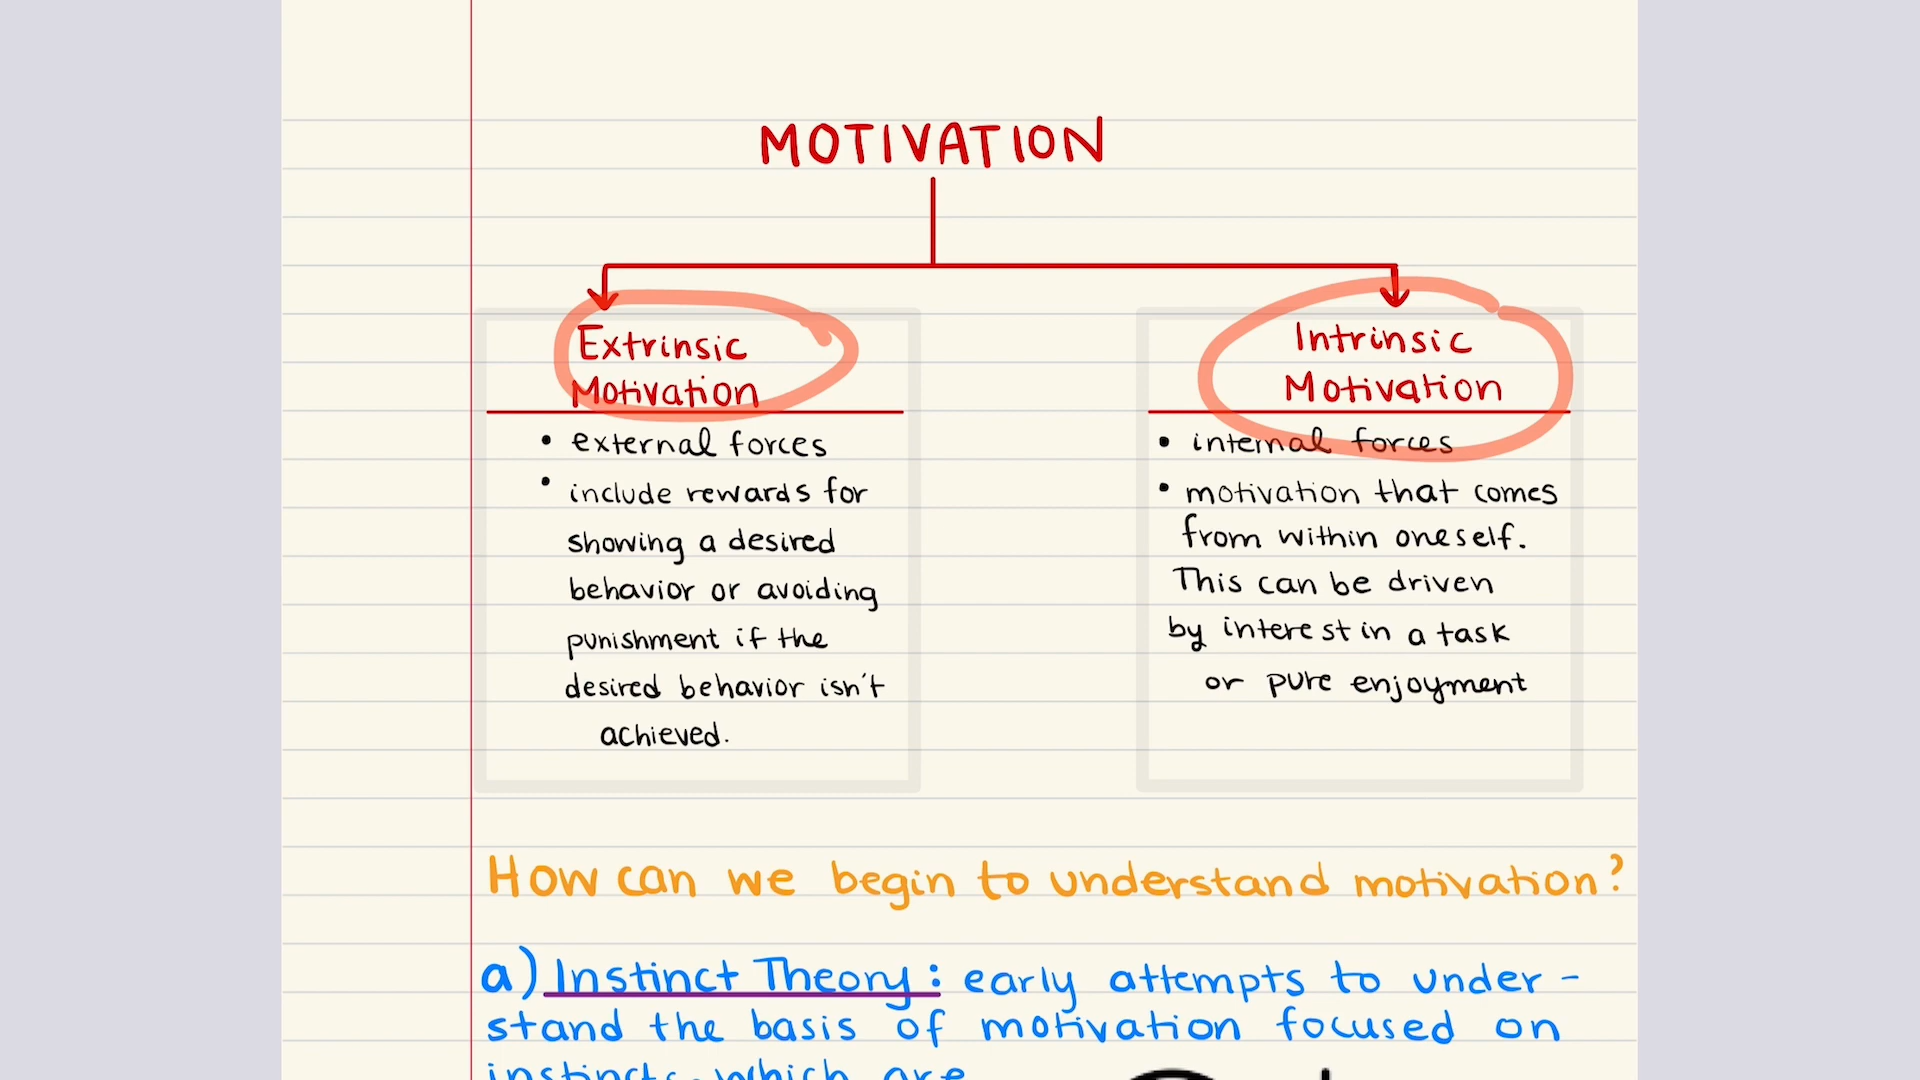 MOTIVATION
Extrinsic
Motivation
• external forces
• include rewards for
showing a desired
behavior or avoiding
punishment if the
desired behavior isn't
achieved.
Intrinsic
Motivation
• internal forces
• motivation that comes
from within oneself.
This can be driven
by interest in a task
or pure enjoyment
How can we begin to understand motivation?
a) Instinct Theory: early attempts to under-
stand the basis of motivation focused on
instincts, which are